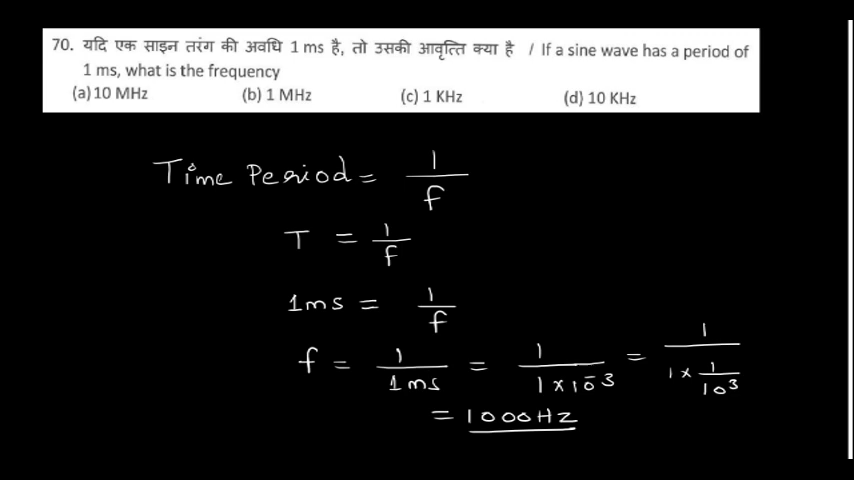 70. यदि एक साइन तरंग की अवधि 1 ms है, तो उसकी आवृत्ति क्या है / If a sine wave has a period of
1 ms, what is the frequency
(a) 10 MHz (b) 1 MHz (c) 1 KHz (d) 10 KHz
Time Period = 1/f
T = 1/f
1ms = 1/f
f = 1/1ms = 1/1×10⁻³ = 1/1×1/10³
= 1000Hz